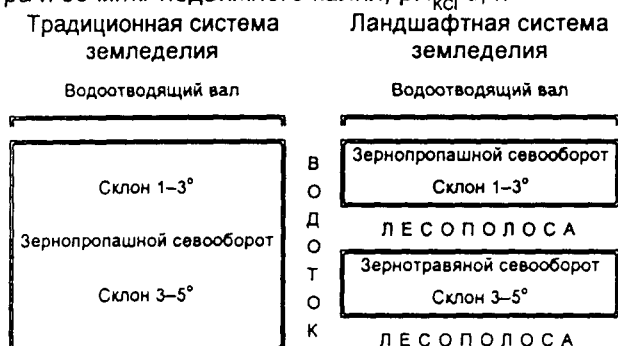 Традиционная система
земледелия
Водоотводящий вал
Склон 1–3°
Зернопропашной севооборот
Склон 3–5°
ВОДОТОК
Ландшафтная система
земледелия
Водоотводящий вал
Зернопропашной севооборот
Склон 1–3°
ЛЕСОПОЛОСА
Зернотравяной севооборот
Склон 3–5°
ЛЕСОПОЛОСА